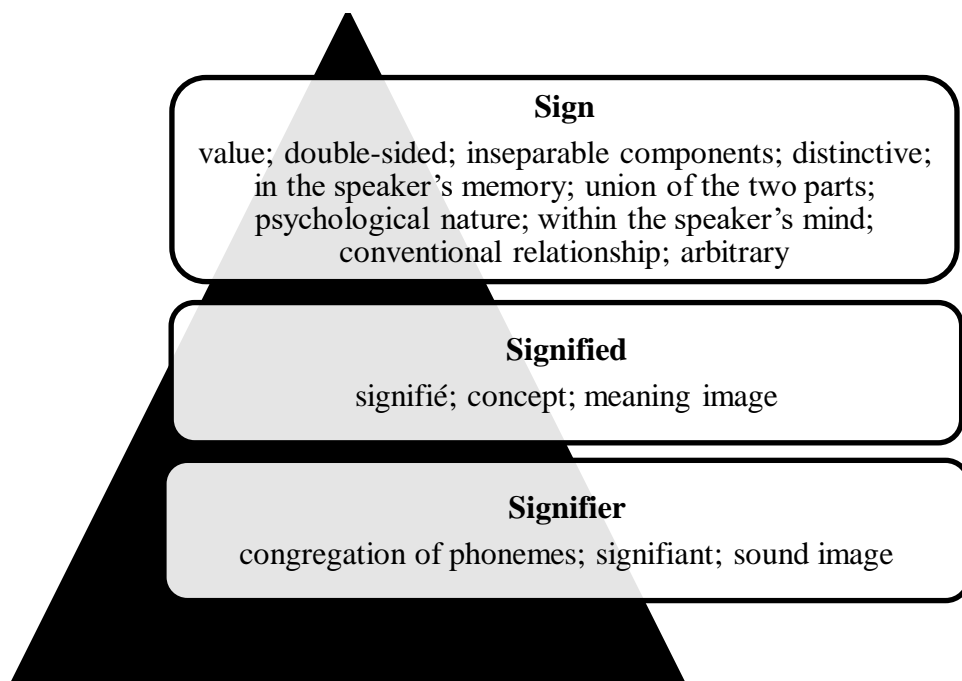 Sign
value; double-sided; inseparable components; distinctive;
in the speaker’s memory; union of the two parts;
psychological nature; within the speaker’s mind;
conventional relationship; arbitrary
Signified
signifié; concept; meaning image
Signifier
congregation of phonemes; signifiant; sound image